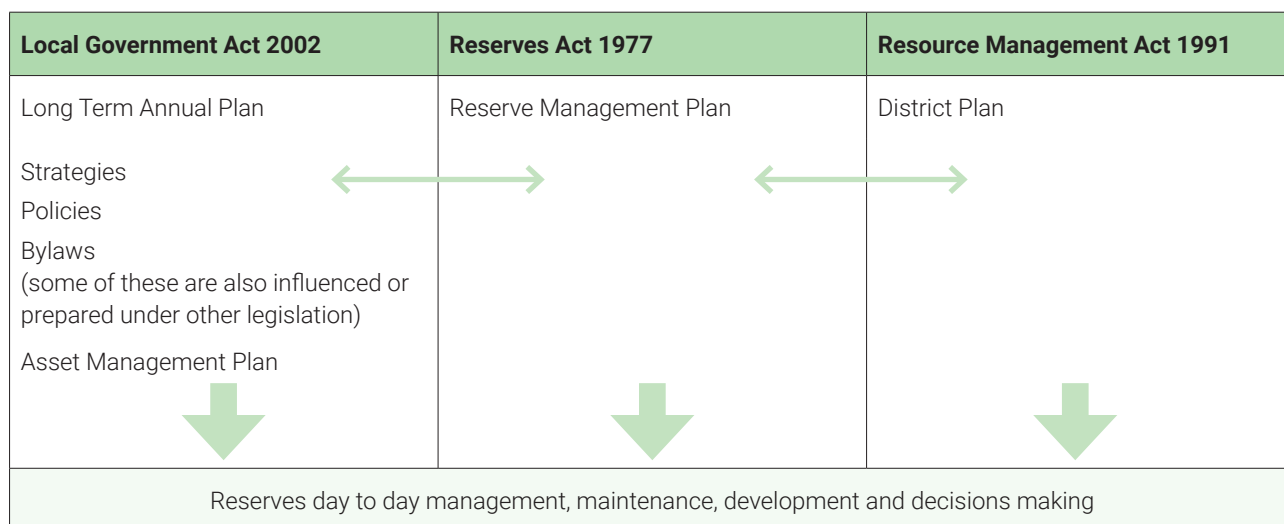 Local Government Act 2002
Reserves Act 1977
Resource Management Act 1991
Long Term Annual Plan
Strategies
Policies
Bylaws
(some of these are also influenced or
prepared under other legislation)
Asset Management Plan
Reserve Management Plan
District Plan
Reserves day to day management, maintenance, development and decisions making